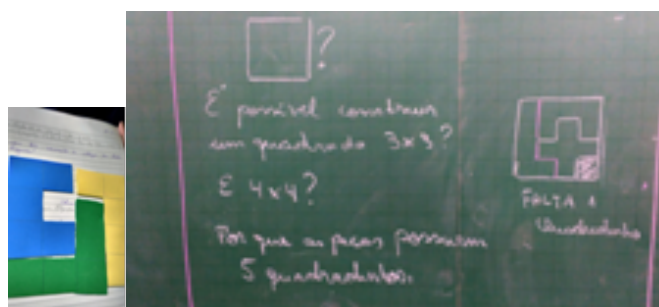 ?
É possível construir
um quadrado 3x3?
E 4x4?
Por que as peças possuem
5 quadradinhos.
FALTA 1
Quadradinho